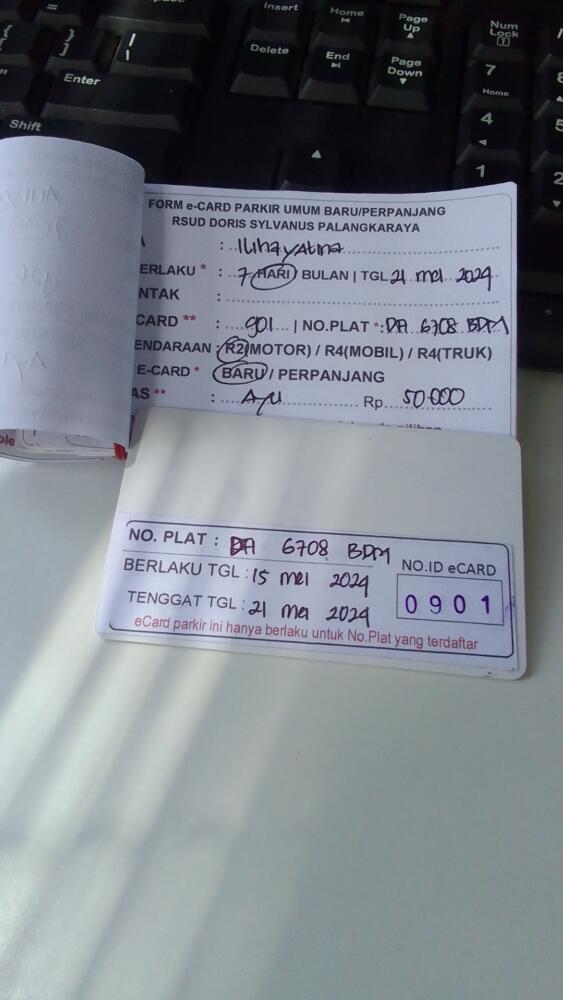 Insert
Home
Page Up
Num Lock
Delete
End
Page Down
7
Home
Enter
4
Shift
1
2
FORM e-CARD PARKIR UMUM BARU/PERPANJANG
RSUD DORIS SYLVANUS PALANGKARAYA
A :
ERLAKU * : 7 HARI BULAN | TGL 21 mei 2024
NTAK :
CARD ** : 901 | NO.PLAT *: DA 6708 BDM
ENDARAAN : R2(MOTOR) / R4(MOBIL) / R4(TRUK)
E-CARD * BARU / PERPANJANG
AS ** : Ayu Rp. 50.000
NO. PLAT : DA 6708 BDM
BERLAKU TGL : 15 mei 2024
TENGGAT TGL : 21 mei 2024
NO.ID eCARD
0901
eCard parkir ini hanya berlaku untuk No.Plat yang terdaftar